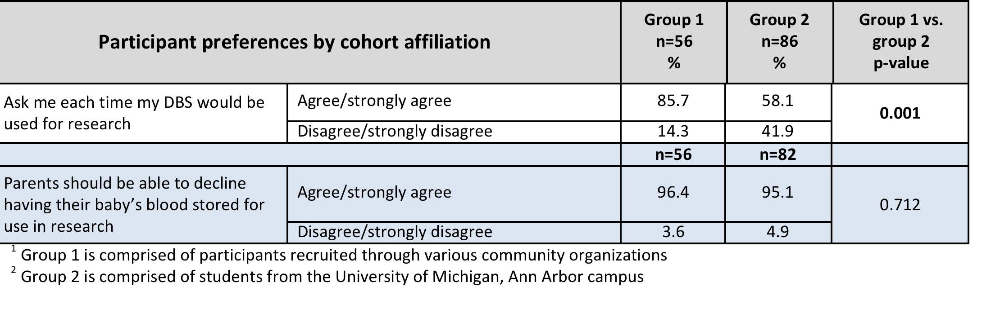 Participant preferences by cohort affiliation
Group 1
n=56
%
Group 2
n=86
%
Group 1 vs.
group 2
p-value
Ask me each time my DBS would be
used for research
Agree/strongly agree
85.7
58.1
0.001
Disagree/strongly disagree
14.3
41.9
n=56
n=82
Parents should be able to decline
having their baby’s blood stored for
use in research
Agree/strongly agree
96.4
95.1
0.712
Disagree/strongly disagree
3.6
4.9
1 Group 1 is comprised of participants recruited through various community organizations
2 Group 2 is comprised of students from the University of Michigan, Ann Arbor campus